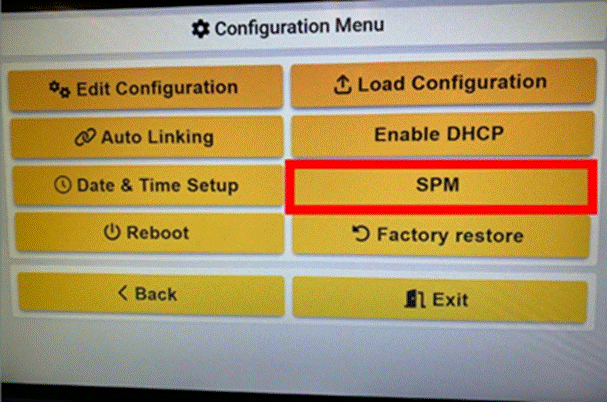 Configuration Menu
Edit Configuration
Load Configuration
Auto Linking
Enable DHCP
Date & Time Setup
SPM
Reboot
Factory restore
Back
Exit